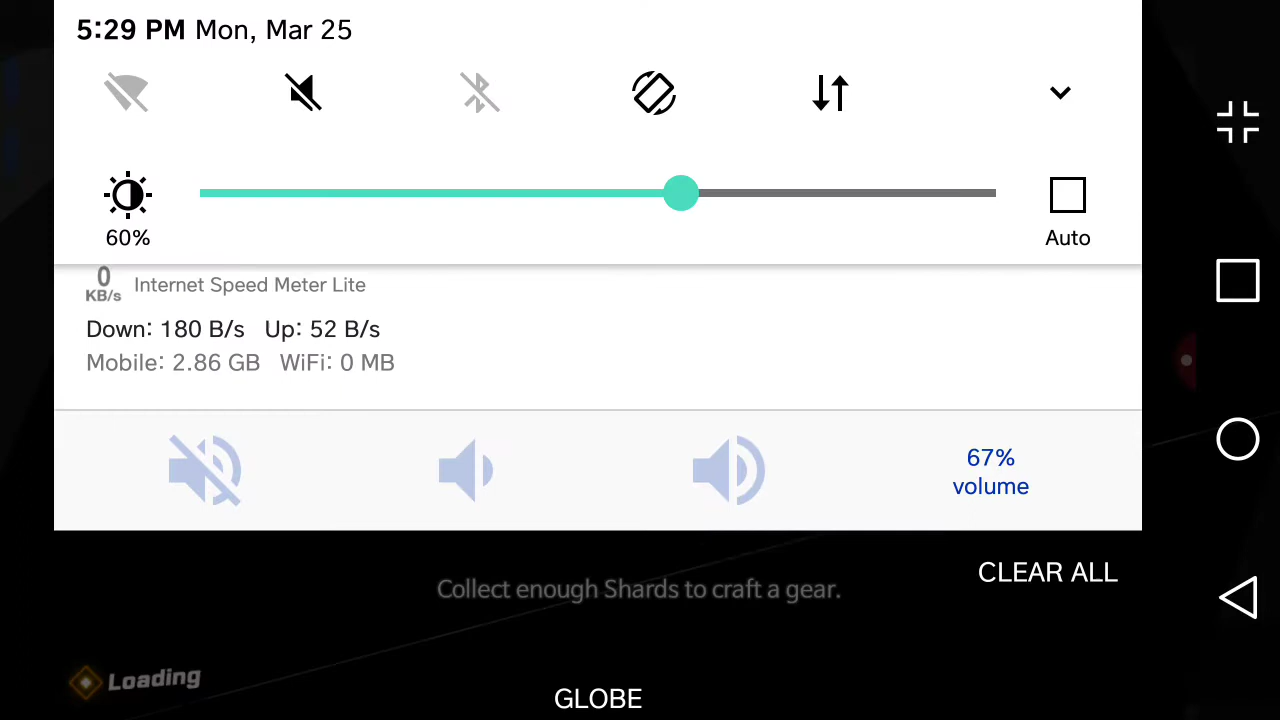 5:29 PM Mon, Mar 25
60%
Auto
0
KB/s
Internet Speed Meter Lite
Down: 180 B/s Up: 52 B/s
Mobile: 2.86 GB WiFi: 0 MB
67%
volume
CLEAR ALL
Collect enough Shards to craft a gear.
Loading
GLOBE